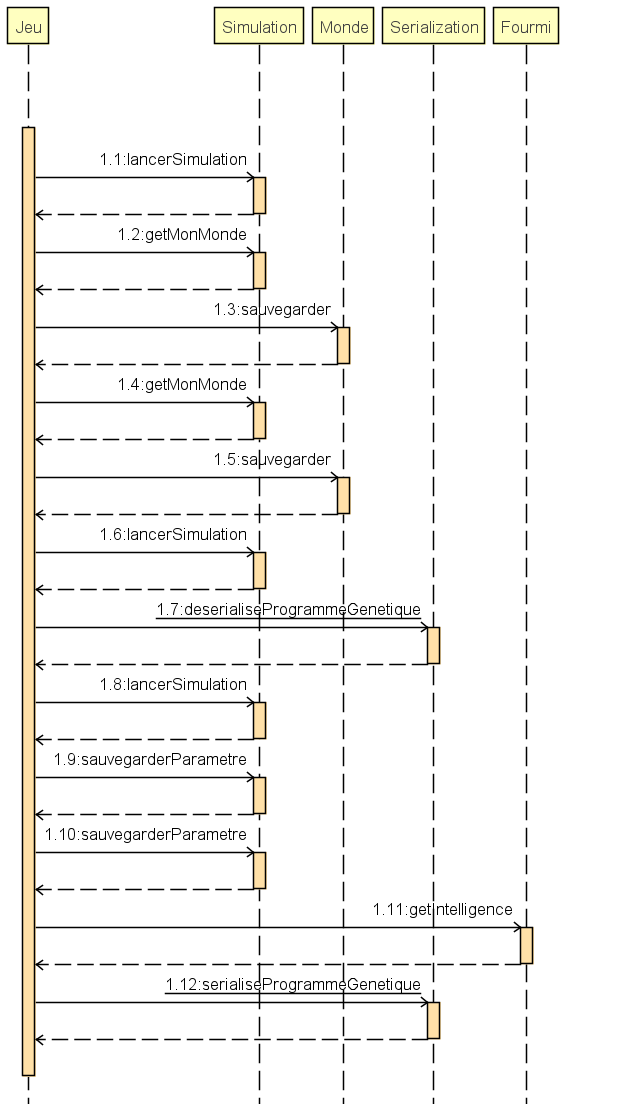 Jeu Simulation Monde Serialization Fourmi
1.1:lancerSimulation
1.2:getMonMonde
1.3:sauvegarder
1.4:getMonMonde
1.5:sauvegarder
1.6:lancerSimulation
1.7:deserialiseProgrammeGenetique
1.8:lancerSimulation
1.9:sauvegarderParametre
1.10:sauvegarderParametre
1.11:getIntelligence
1.12:serialiseProgrammeGenetique